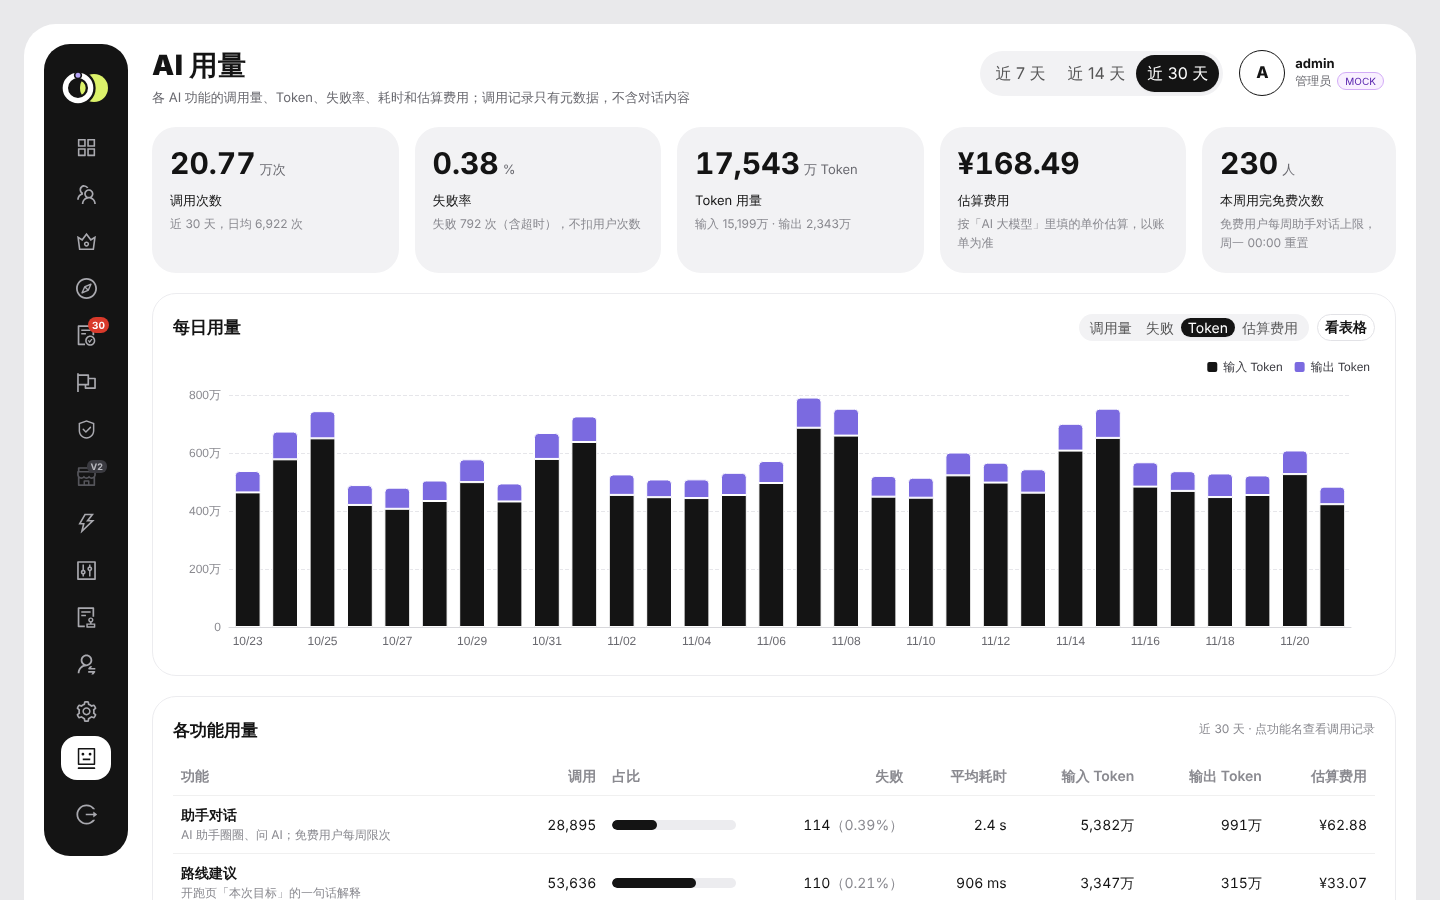 AI 用量
各 AI 功能的调用量、Token、失败率、耗时和估算费用；调用记录只有元数据，不含对话内容
近 7 天 近 14 天 近 30 天
A
admin
管理员 MOCK
30
V2
20.77 万次
调用次数
近 30 天，日均 6,922 次
0.38 %
失败率
失败 792 次（含超时），不扣用户次数
17,543 万 Token
Token 用量
输入 15,199万 · 输出 2,343万
¥168.49
估算费用
按「AI 大模型」里填的单价估算，以账
单为准
230 人
本周用完免费次数
免费用户每周助手对话上限，
周一 00:00 重置
每日用量
调用量 失败 Token 估算费用 看表格
输入 Token 输出 Token
800万
600万
400万
200万
0
10/23 10/25 10/27 10/29 10/31 11/02 11/04 11/06 11/08 11/10 11/12 11/14 11/16 11/18 11/20
各功能用量 近 30 天 · 点功能名查看调用记录
功能 调用 占比 失败 平均耗时 输入 Token 输出 Token 估算费用
助手对话
AI 助手圈圈、问 AI；免费用户每周限次
28,895 114（0.39%） 2.4 s 5,382万 991万 ¥62.88
路线建议
开跑页「本次目标」的一句话解释
53,636 110（0.21%） 906 ms 3,347万 315万 ¥33.07